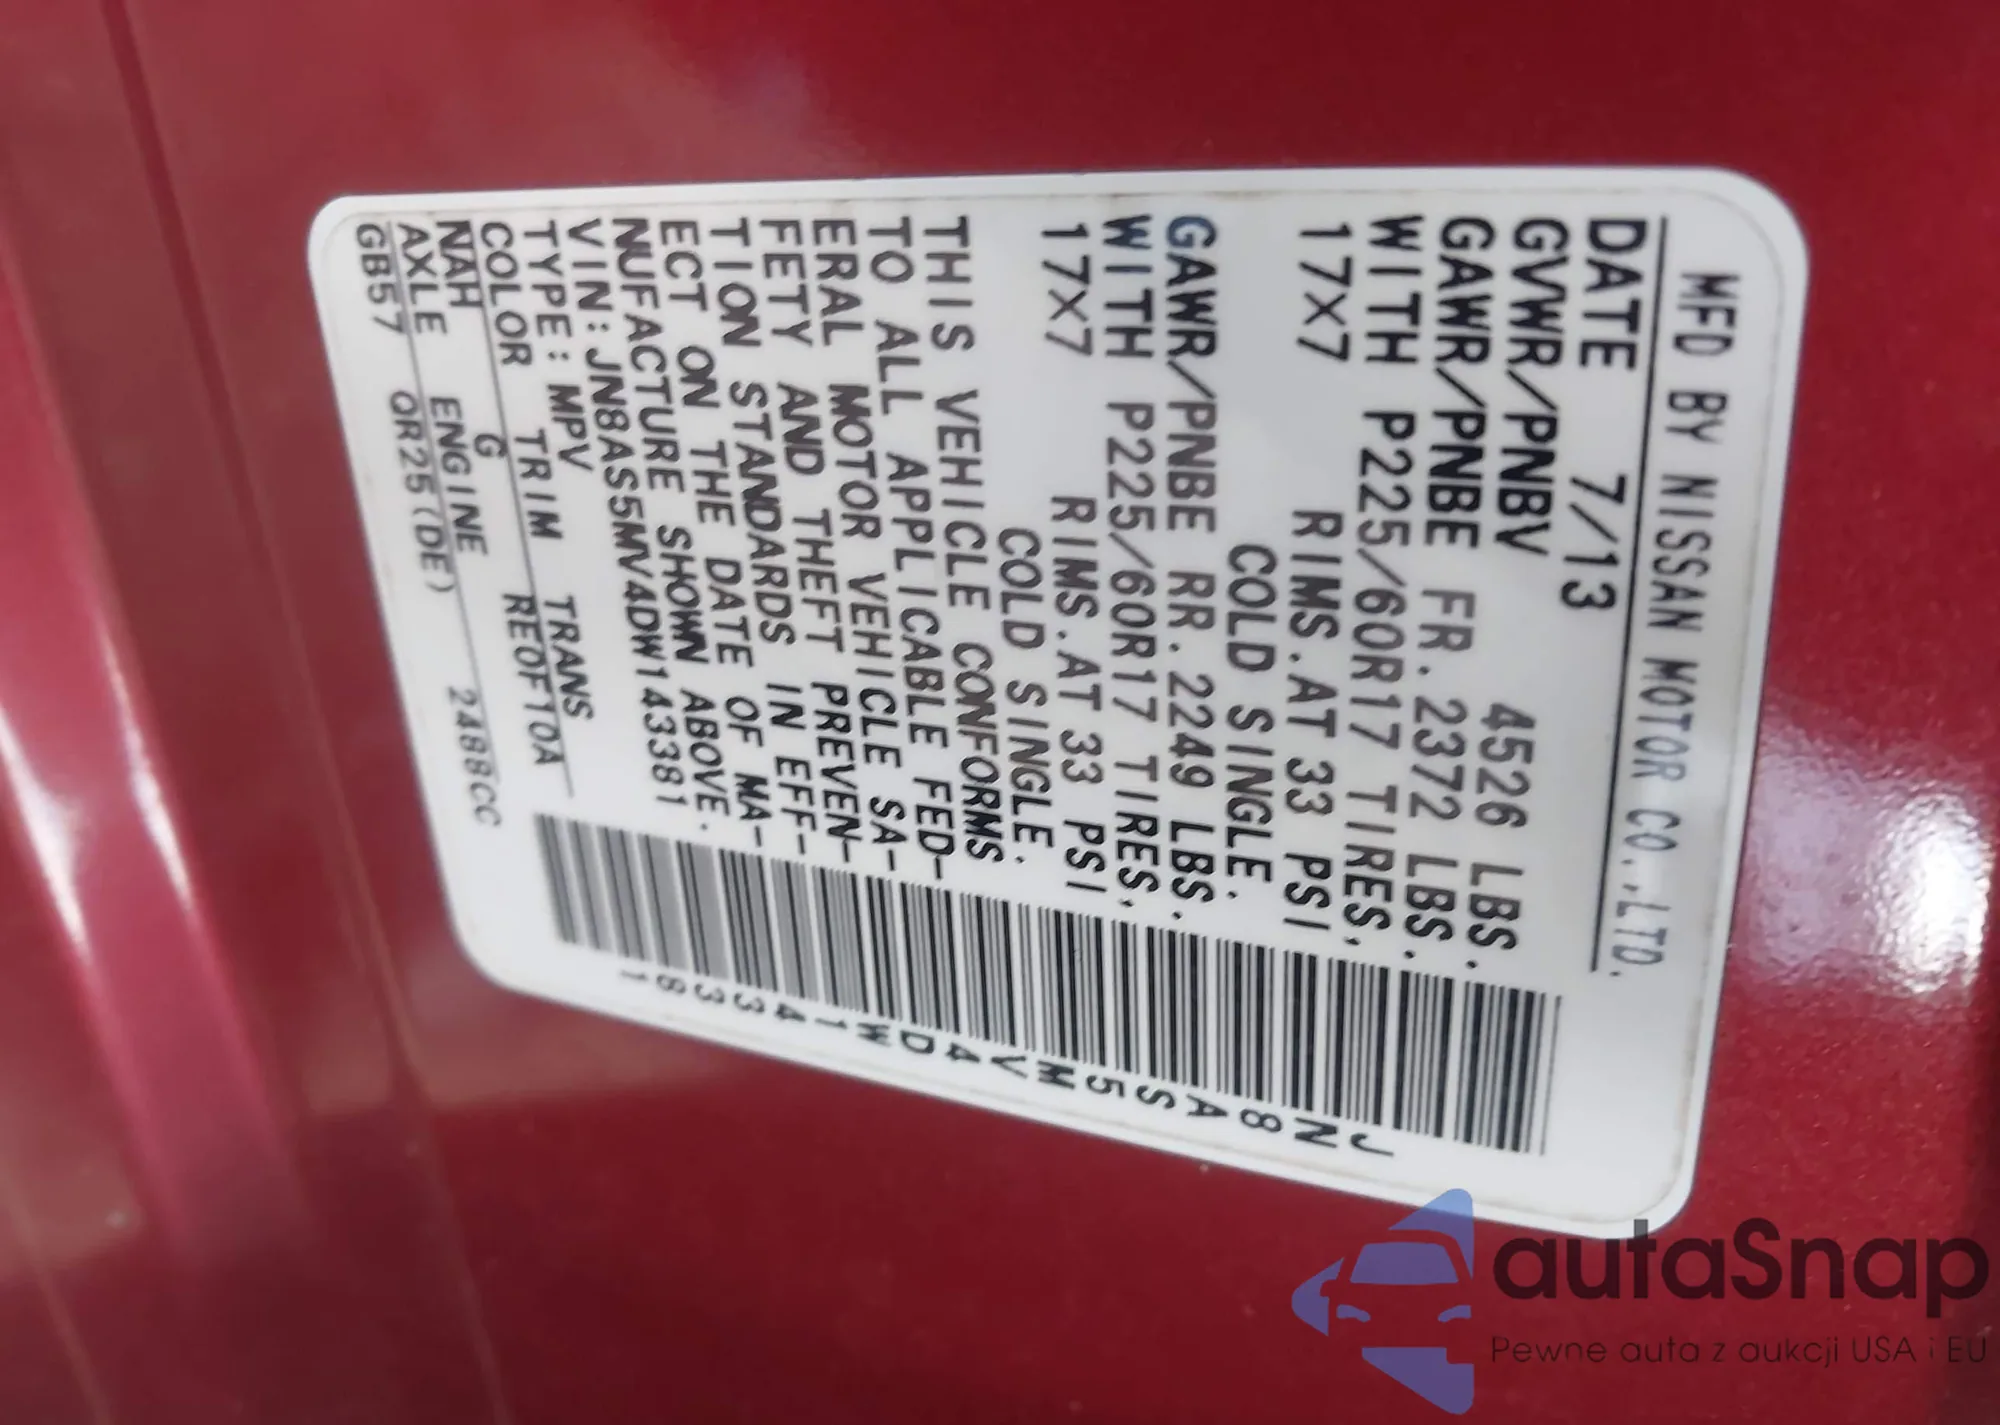 MFD BY NISSAN MOTOR CO.,LTD.
DATE 7/13
GVWR/PNBV 4526 LBS.
GAWR/PNBE FR.2372 LBS.
WITH P225/60R17 TIRES,
17X7 RIMS.AT 33 PSI
COLD SINGLE.
GAWR/PNBE RR.2249 LBS.
WITH P225/60R17 TIRES,
17X7 RIMS.AT 33 PSI
COLD SINGLE.
THIS VEHICLE CONFORMS
TO ALL APPLICABLE FED-
ERAL MOTOR VEHICLE SA-
FETY AND THEFT PREVEN-
TION STANDARDS IN EFF-
ECT ON THE DATE OF MA-
NUFACTURE SHOWN ABOVE.
VIN:JN8AS5MV4DW143381
TYPE:MPV
COLOR TRIM TRANS
NAH G RE0F10A
AXLE ENGINE
GB57 QR25(DE) 2488CC
JN8AS5MV4DW143381
autaSnap
Pewne auta z aukcji USA i EU